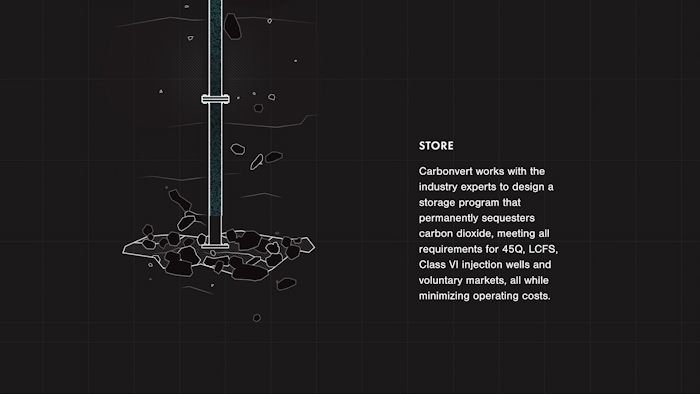 STORE
Carbonvert works with the
industry experts to design a
storage program that
permanently sequesters
carbon dioxide, meeting all
requirements for 45Q, LCFS,
Class VI injection wells and
voluntary markets, all while
minimizing operating costs.